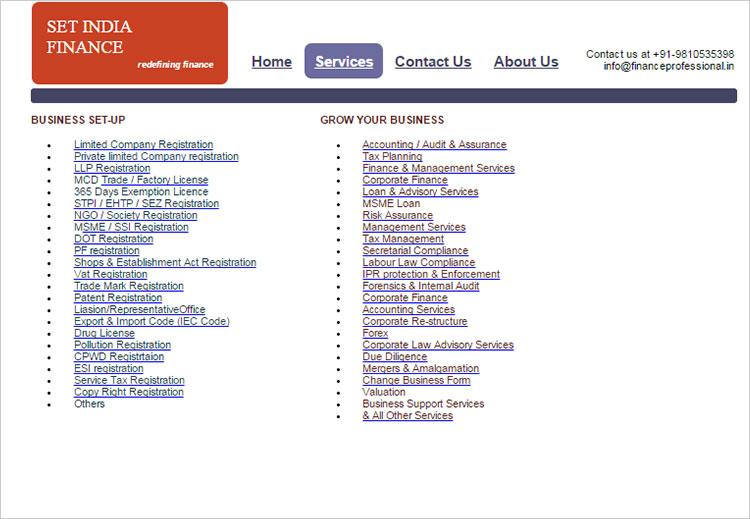 SET INDIA
FINANCE
redefining finance
Home
Services
Contact Us
About Us
Contact us at +91-9810535398
info@financeprofessional.in
BUSINESS SET-UP
Limited Company Registration
Private limited Company registration
LLP Registration
MCD Trade / Factory License
365 Days Exemption Licence
STPI / EHTP / SEZ Registration
NGO / Society Registration
MSME / SSI Registration
DOT Registration
PF registration
Shops & Establishment Act Registration
Vat Registration
Trade Mark Registration
Patent Registration
Liasion/RepresentativeOffice
Export & Import Code (IEC Code)
Drug License
Pollution Registration
CPWD Registrtaion
ESI registration
Service Tax Registration
Copy Right Registration
Others
GROW YOUR BUSINESS
Accounting / Audit & Assurance
Tax Planning
Finance & Management Services
Corporate Finance
Loan & Advisory Services
MSME Loan
Risk Assurance
Management Services
Tax Management
Secretarial Compliance
Labour Law Compliance
IPR protection & Enforcement
Forensics & Internal Audit
Corporate Finance
Accounting Services
Corporate Re-structure
Forex
Corporate Law Advisory Services
Due Diligence
Mergers & Amalgamation
Change Business Form
Valuation
Business Support Services
& All Other Services